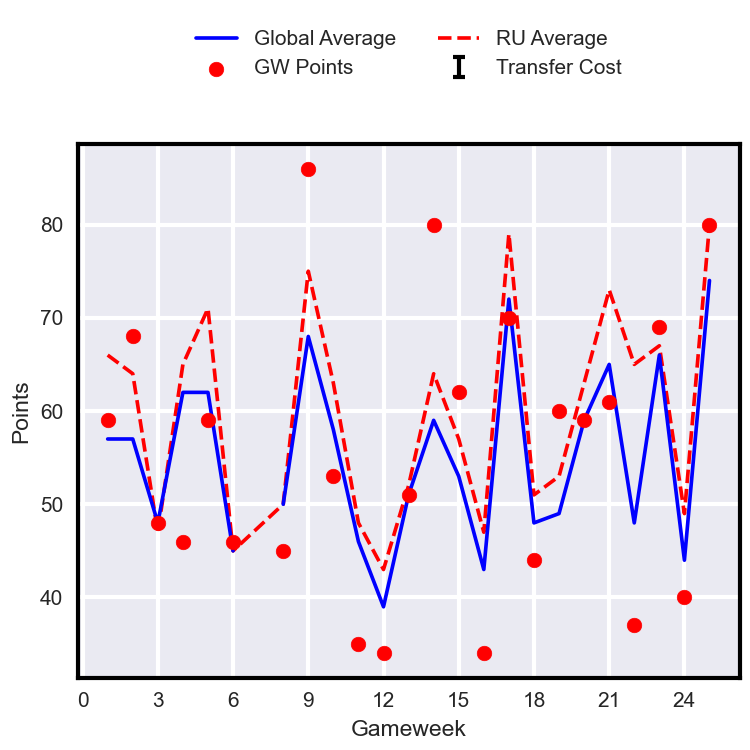 Global Average
RU Average
GW Points
Transfer Cost
80
70
60
50
40
Points
0 3 6 9 12 15 18 21 24
Gameweek